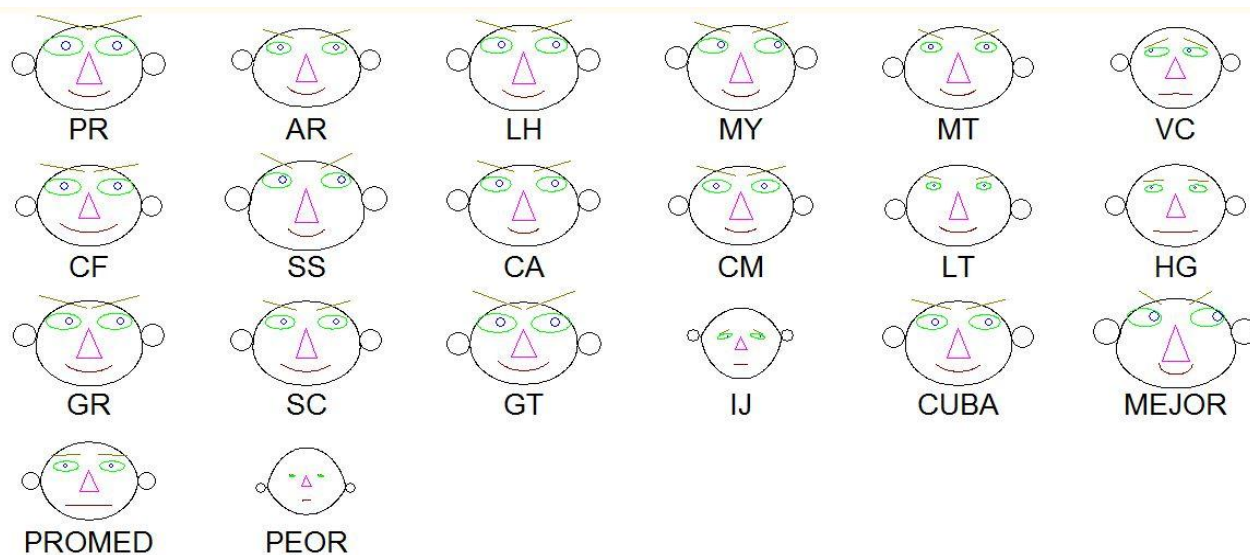 PR AR LH MY MT VC
CF SS CA CM LT HG
GR SC GT IJ CUBA MEJOR
PROMED PEOR